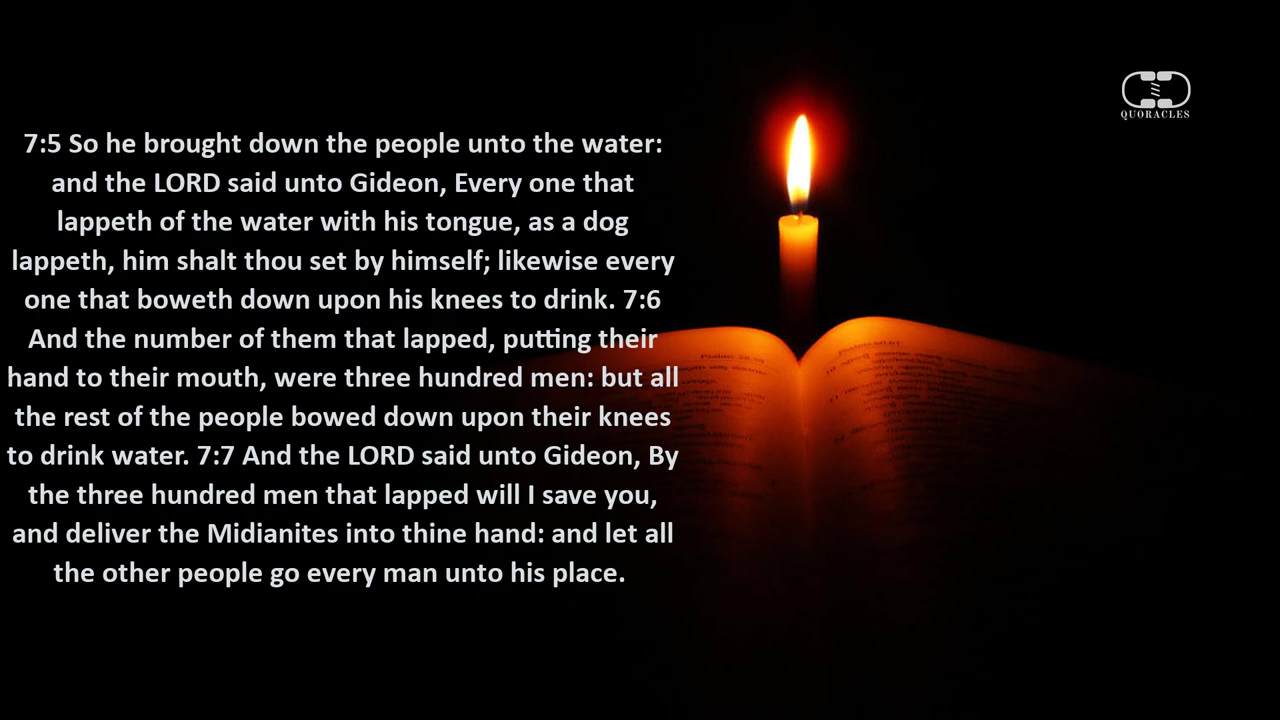 QUORACLES
7:5 So he brought down the people unto the water:
and the LORD said unto Gideon, Every one that
lappeth of the water with his tongue, as a dog
lappeth, him shalt thou set by himself; likewise every
one that boweth down upon his knees to drink. 7:6
And the number of them that lapped, putting their
hand to their mouth, were three hundred men: but all
the rest of the people bowed down upon their knees
to drink water. 7:7 And the LORD said unto Gideon, By
the three hundred men that lapped will I save you,
and deliver the Midianites into thine hand: and let all
the other people go every man unto his place.